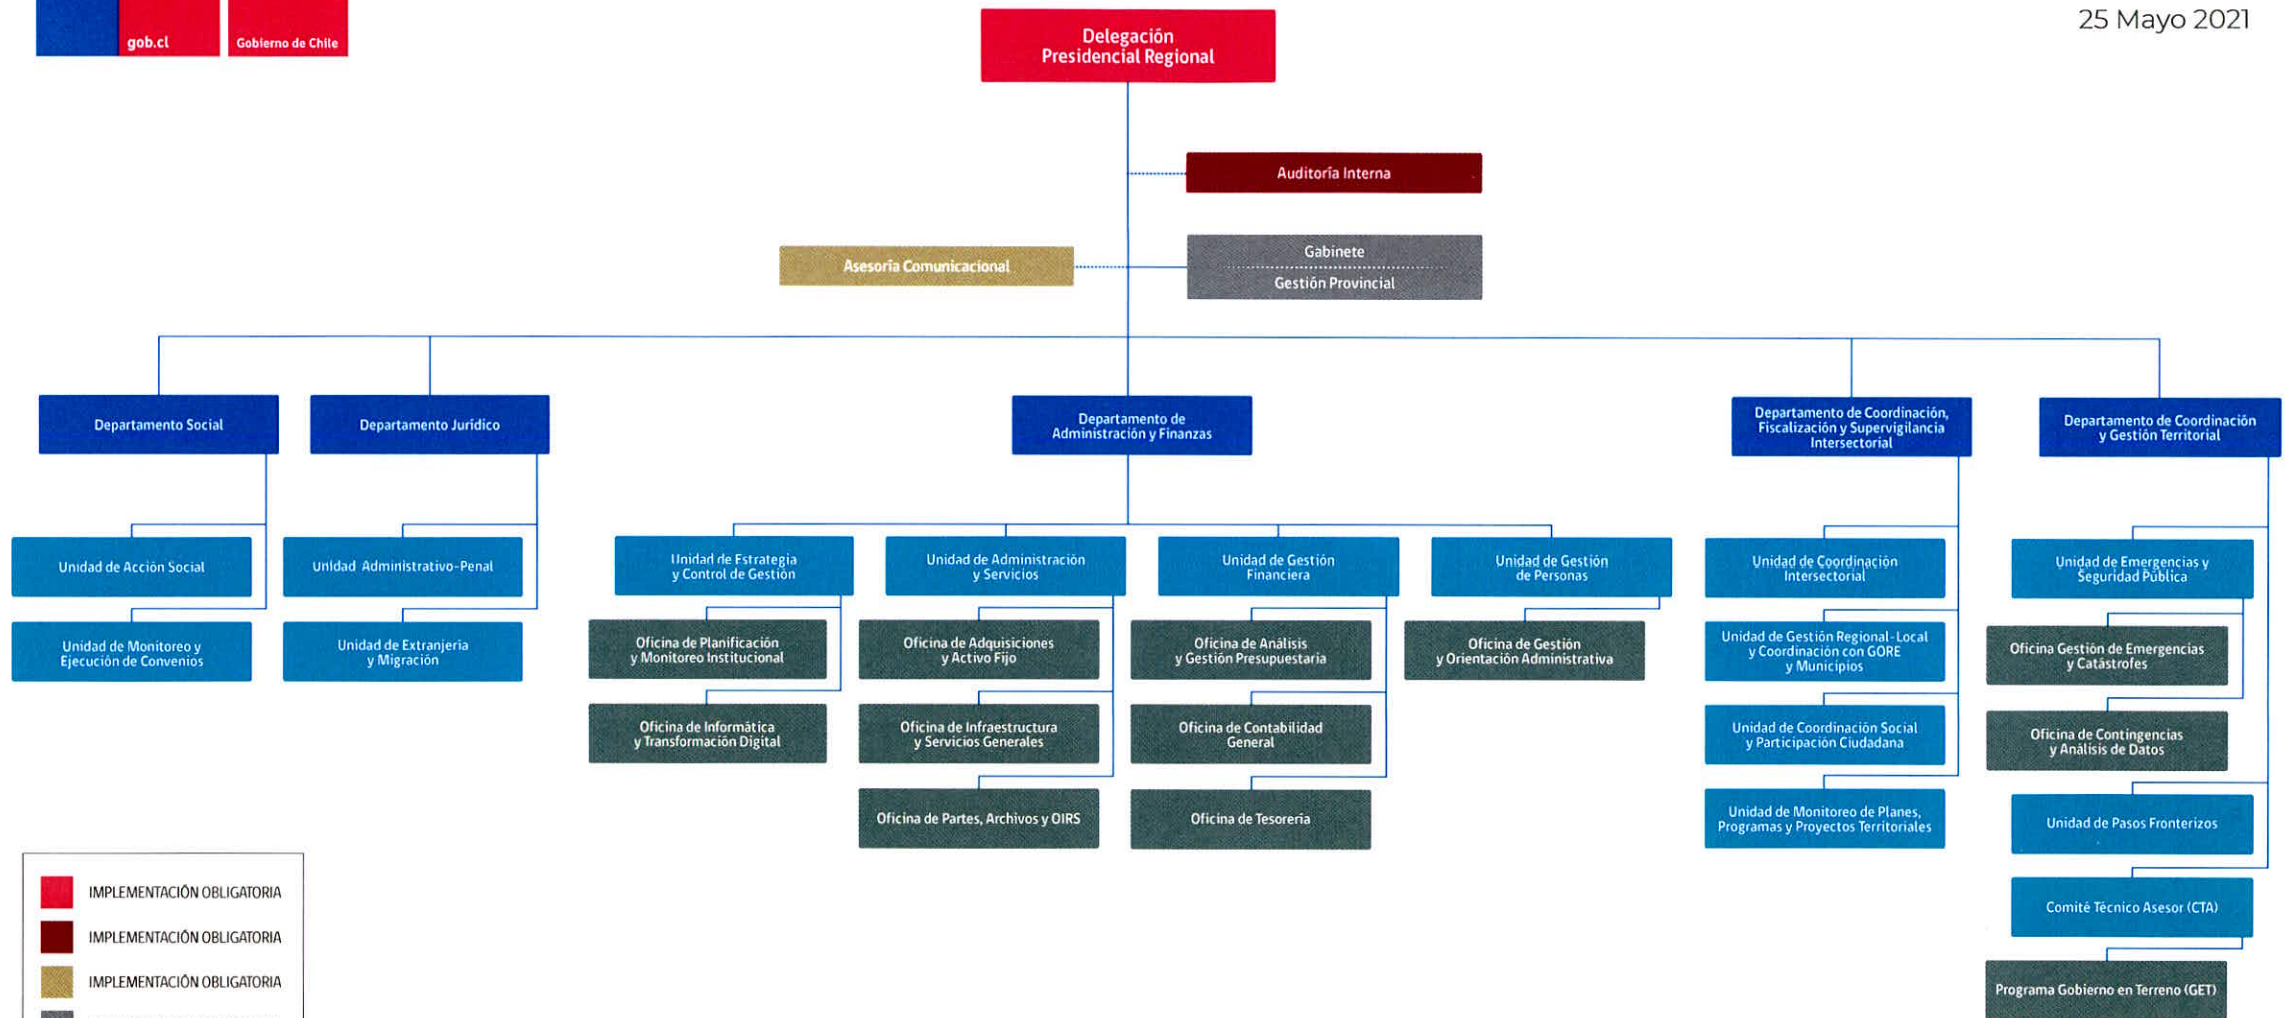 gob.cl
Gobierno de Chile
25 Mayo 2021
Delegación
Presidencial Regional
Auditoría Interna
Asesoría Comunicacional
Gabinete
Gestión Provincial
Departamento Social
Departamento Jurídico
Departamento de
Administración y Finanzas
Departamento de Coordinación,
Fiscalización y Supervigilancia
Intersectorial
Departamento de Coordinación
y Gestión Territorial
Unidad de Acción Social
Unidad de Monitoreo y
Ejecución de Convenios
Unidad Administrativo-Penal
Unidad de Extranjería
y Migración
Unidad de Estrategia
y Control de Gestión
Oficina de Planificación
y Monitoreo Institucional
Oficina de Informática
y Transformación Digital
Unidad de Administración
y Servicios
Oficina de Adquisiciones
y Activo Fijo
Oficina de Infraestructura
y Servicios Generales
Oficina de Partes, Archivos y OIRS
Unidad de Gestión
Financiera
Oficina de Análisis
y Gestión Presupuestaria
Oficina de Contabilidad
General
Oficina de Tesorería
Unidad de Gestión
de Personas
Oficina de Gestión
y Orientación Administrativa
Unidad de Coordinación
Intersectorial
Unidad de Gestión Regional-Local
y Coordinación con GORE
y Municipios
Unidad de Coordinación Social
y Participación Ciudadana
Unidad de Monitoreo de Planes,
Programas y Proyectos Territoriales
Unidad de Emergencias y
Seguridad Pública
Oficina Gestión de Emergencias
y Catástrofes
Oficina de Contingencias
y Análisis de Datos
Unidad de Pasos Fronterizos
Comité Técnico Asesor (CTA)
Programa Gobierno en Terreno (GET)
IMPLEMENTACIÓN OBLIGATORIA
IMPLEMENTACIÓN OBLIGATORIA
IMPLEMENTACIÓN OBLIGATORIA